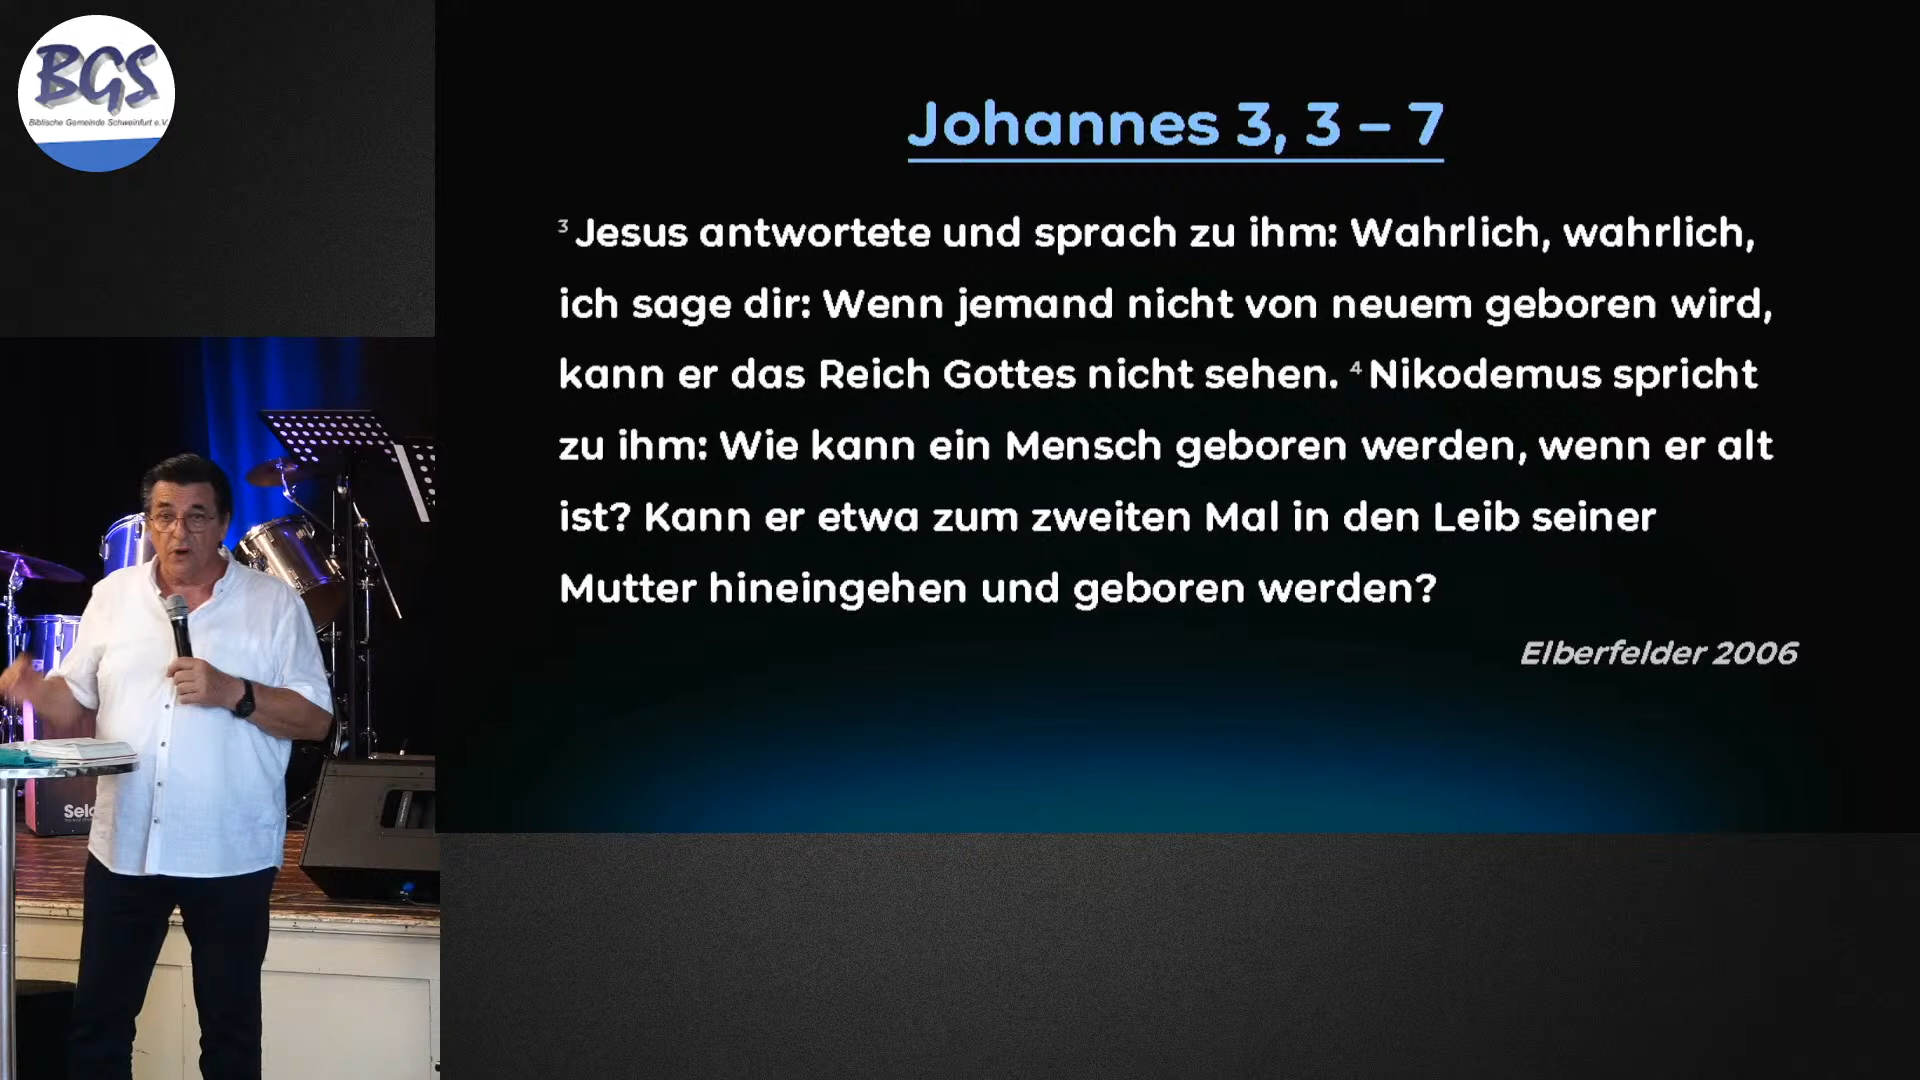 BGS
Biblische Gemeinde Schweinfurt e.V.
Johannes 3, 3 – 7
³ Jesus antwortete und sprach zu ihm: Wahrlich, wahrlich,
ich sage dir: Wenn jemand nicht von neuem geboren wird,
kann er das Reich Gottes nicht sehen. ⁴ Nikodemus spricht
zu ihm: Wie kann ein Mensch geboren werden, wenn er alt
ist? Kann er etwa zum zweiten Mal in den Leib seiner
Mutter hineingehen und geboren werden?
Elberfelder 2006